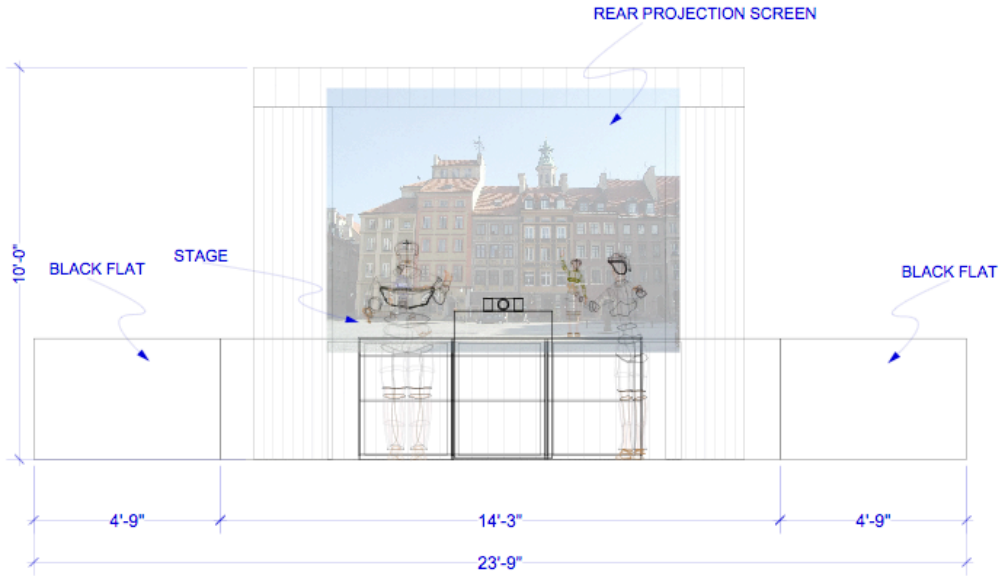 REAR PROJECTION SCREEN
10'-0"
BLACK FLAT
STAGE
BLACK FLAT
4'-9"
14'-3"
4'-9"
23'-9"